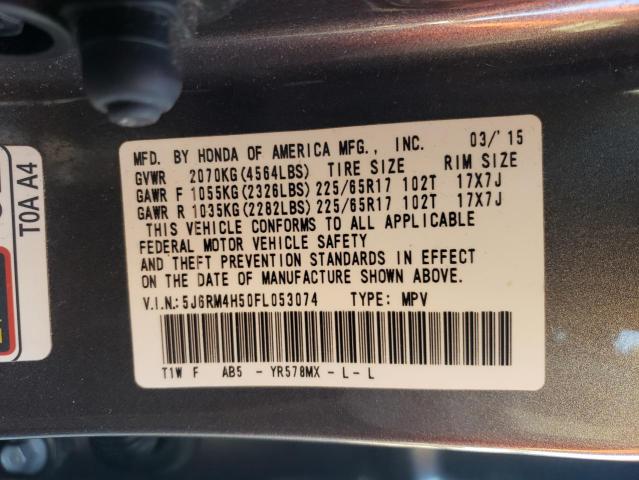 MFD. BY HONDA OF AMERICA MFG., INC. 03/'15
GVWR 2070KG(4564LBS) TIRE SIZE RIM SIZE
GAWR F 1055KG(2326LBS) 225/65R17 102T 17X7J
GAWR R 1035KG(2282LBS) 225/65R17 102T 17X7J
THIS VEHICLE CONFORMS TO ALL APPLICABLE
FEDERAL MOTOR VEHICLE SAFETY
AND THEFT PREVENTION STANDARDS IN EFFECT
ON THE DATE OF MANUFACTURE SHOWN ABOVE.
V.I.N.:5J6RM4H50FL053074 TYPE: MPV
T1W F AB5 - YR578MX - L - L
T0A A4